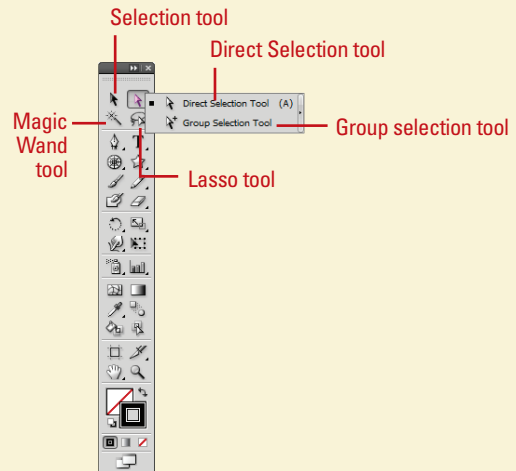 Selection tool
Direct Selection tool
Direct Selection Tool (A)
Group Selection Tool
Group selection tool
Magic
Wand
tool
Lasso tool